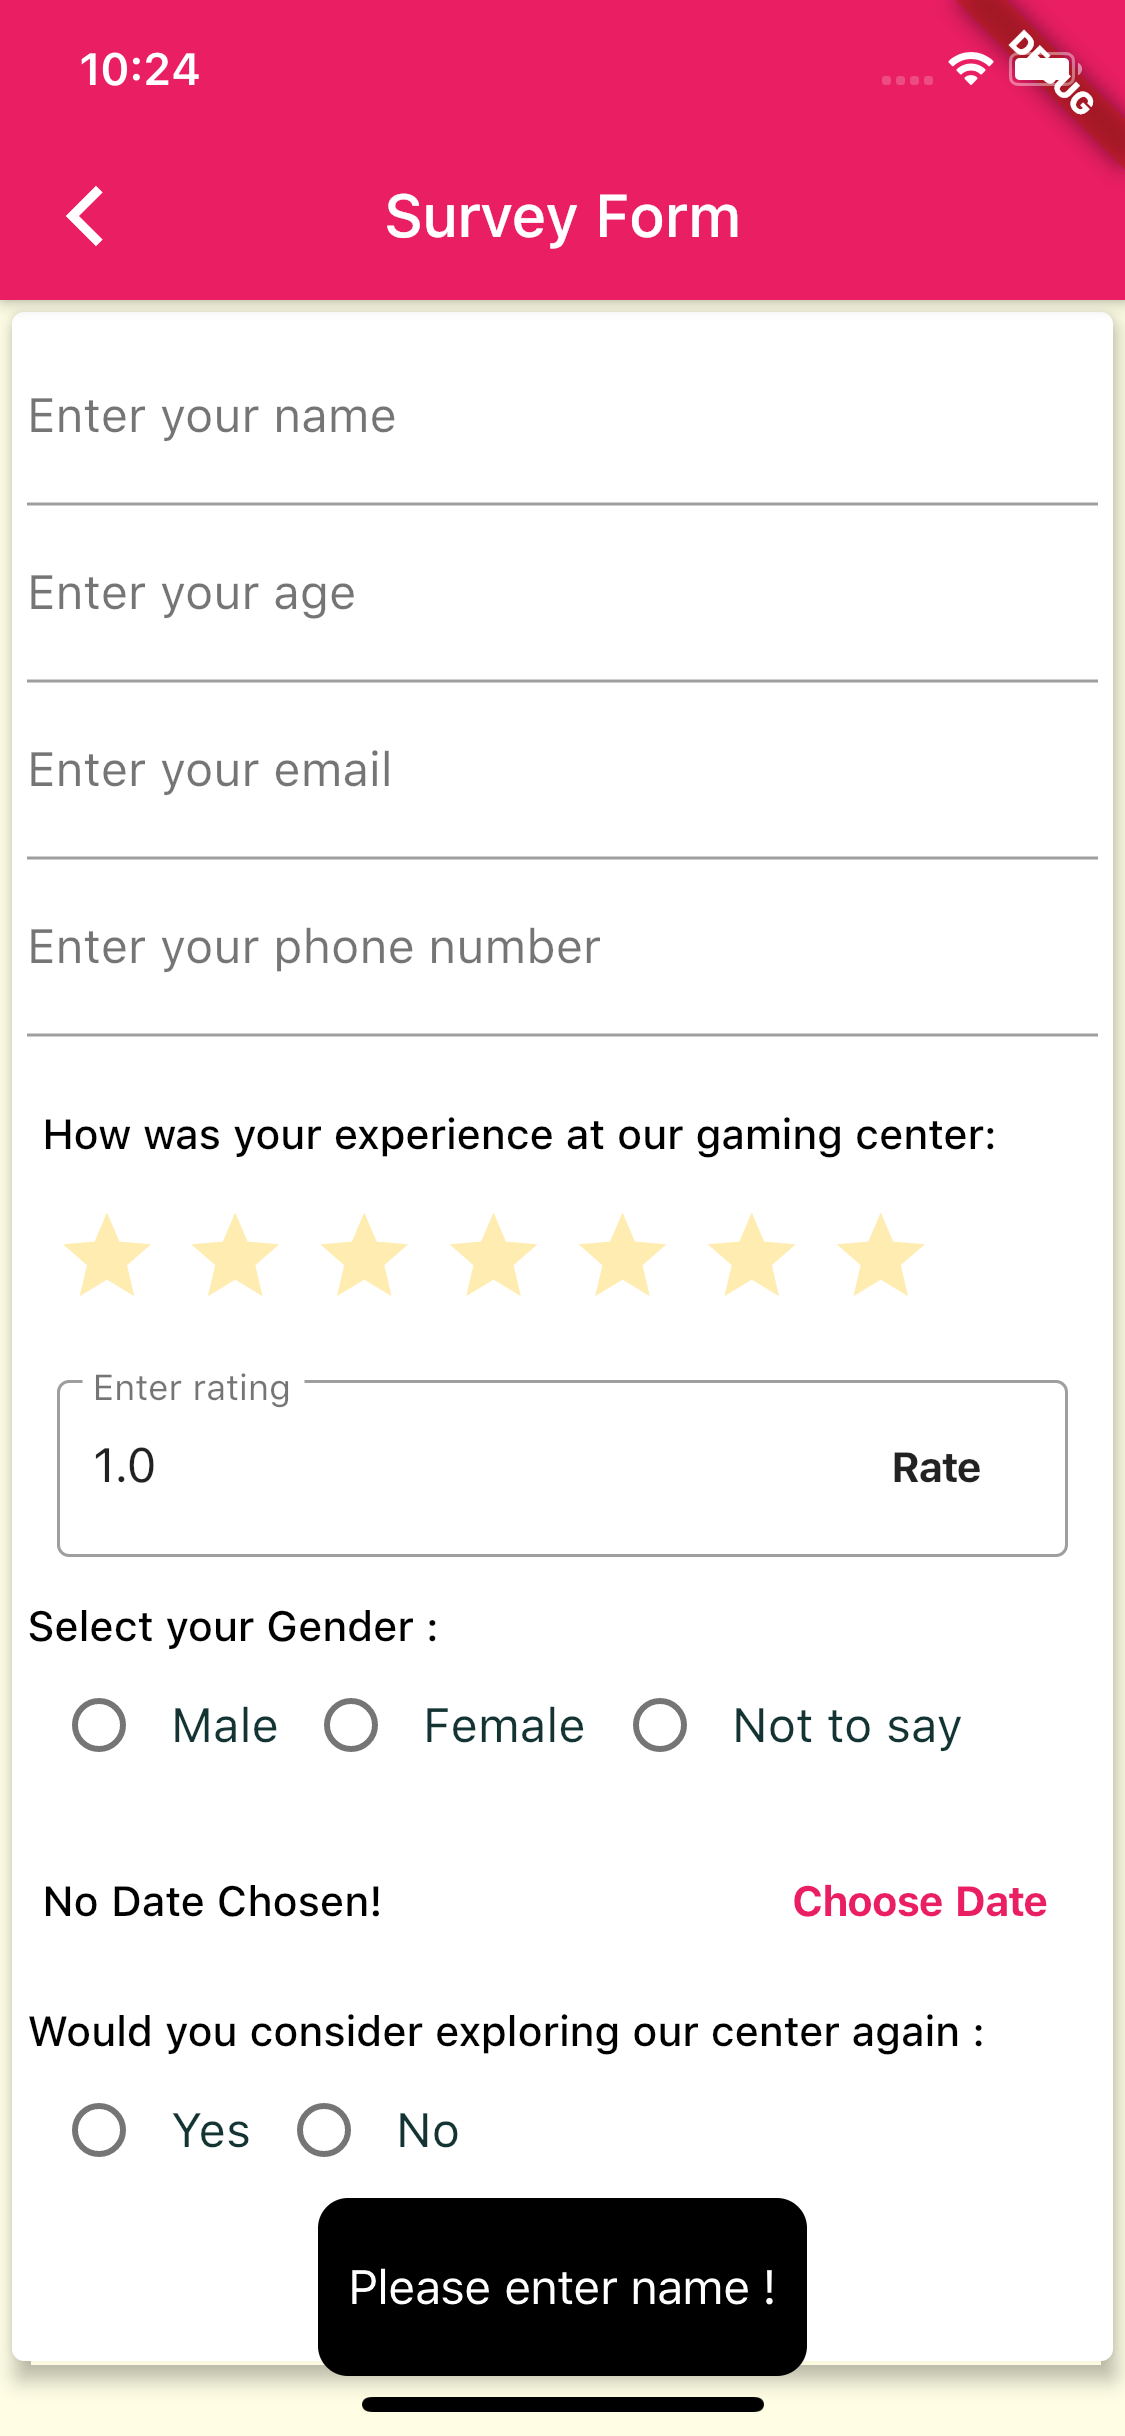 10:24
DEBUG
Survey Form
Enter your name
Enter your age
Enter your email
Enter your phone number
How was your experience at our gaming center:
Enter rating
1.0 Rate
Select your Gender :
Male Female Not to say
No Date Chosen! Choose Date
Would you consider exploring our center again :
Yes No
Please enter name !